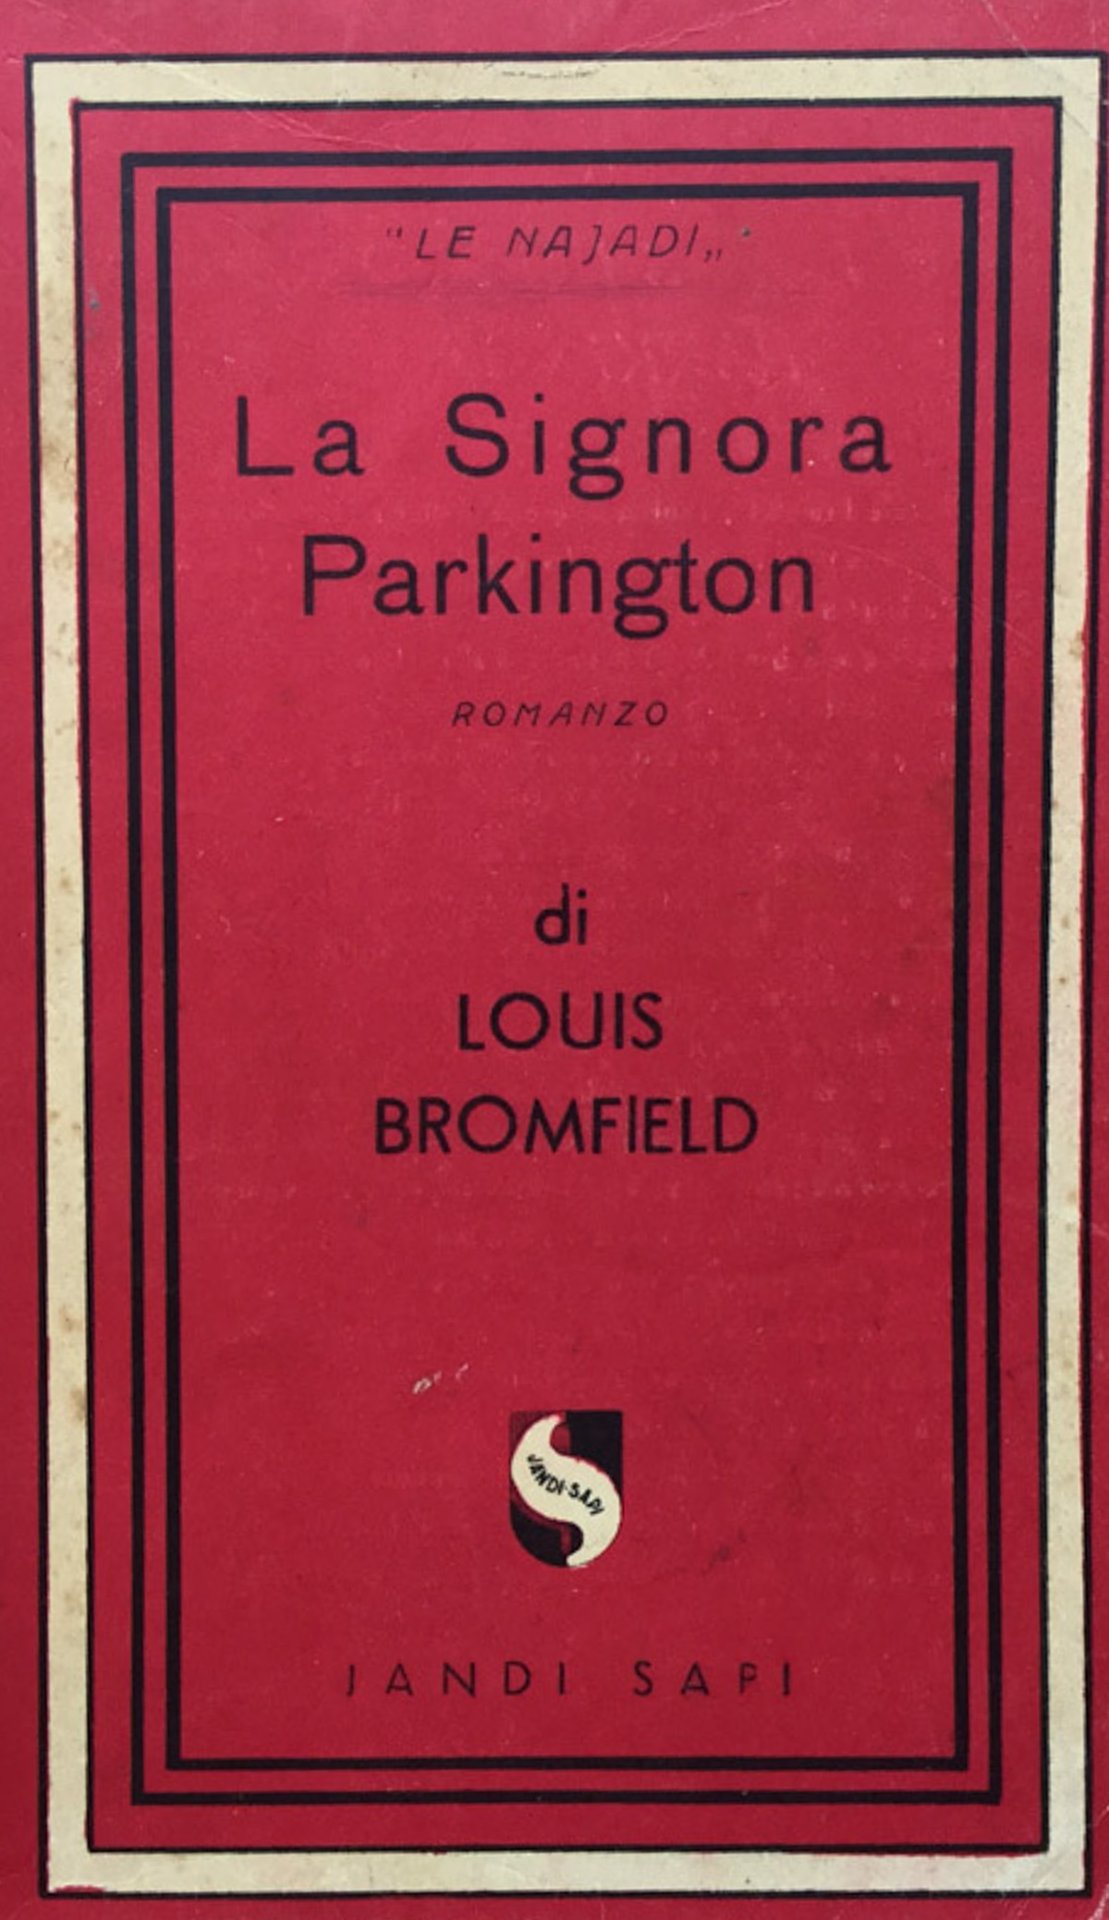 "LE NAJADI„
La Signora
Parkington
ROMANZO
di
LOUIS
BROMFIELD
JANDI-SAPI
JANDI SAPI